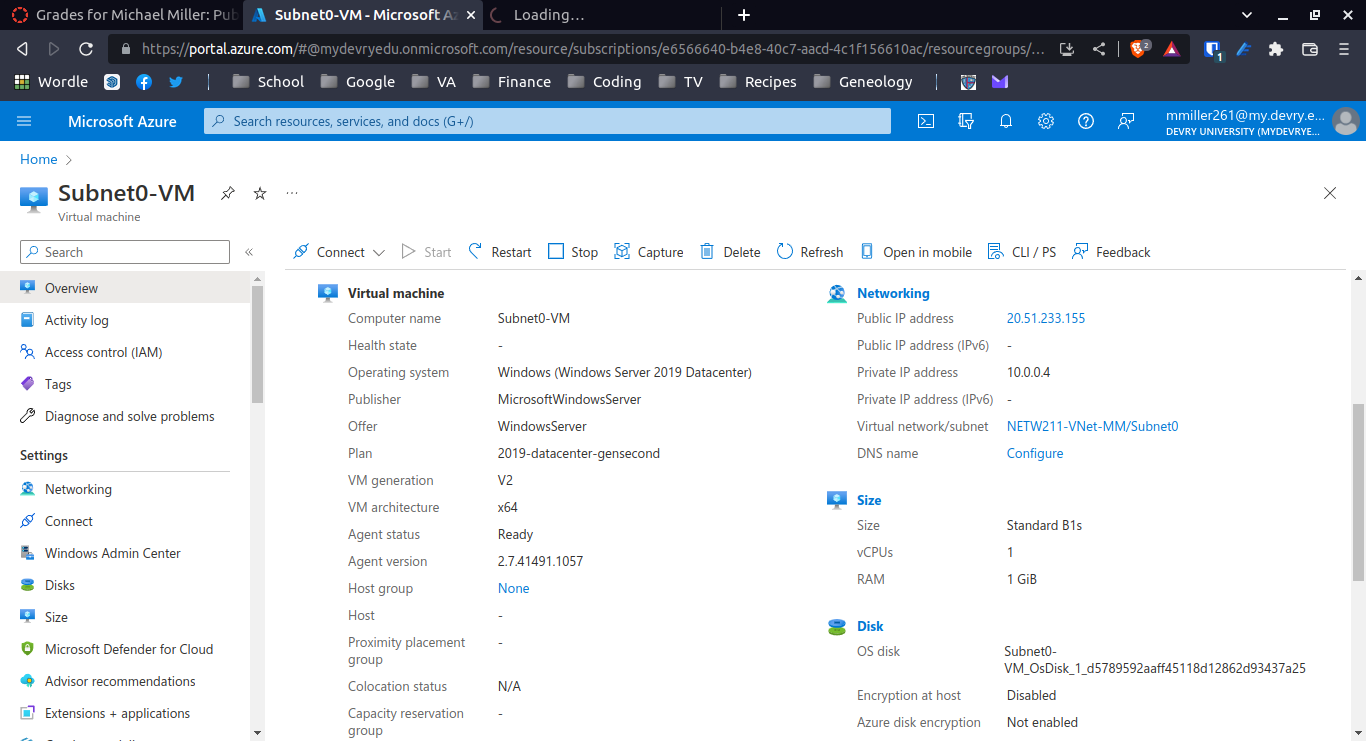 Grades for Michael Miller: Pub
Subnet0-VM - Microsoft Az
Loading…
https://portal.azure.com/#@mydevryedu.onmicrosoft.com/resource/subscriptions/e6566640-b4e8-40c7-aacd-4c1f156610ac/resourcegroups/…
2
1
Wordle
School
Google
VA
Finance
Coding
TV
Recipes
Geneology
Microsoft Azure
Search resources, services, and docs (G+/)
mmiller261@my.devry.e...
DEVRY UNIVERSITY (MYDEVRYE...
Home
Subnet0-VM
Virtual machine
Search
Connect
Start
Restart
Stop
Capture
Delete
Refresh
Open in mobile
CLI / PS
Feedback
Overview
Activity log
Access control (IAM)
Tags
Diagnose and solve problems
Settings
Networking
Connect
Windows Admin Center
Disks
Size
Microsoft Defender for Cloud
Advisor recommendations
Extensions + applications
Virtual machine
Computer name Subnet0-VM
Health state -
Operating system Windows (Windows Server 2019 Datacenter)
Publisher MicrosoftWindowsServer
Offer WindowsServer
Plan 2019-datacenter-gensecond
VM generation V2
VM architecture x64
Agent status Ready
Agent version 2.7.41491.1057
Host group None
Host -
Proximity placement group -
Colocation status N/A
Capacity reservation group -
Networking
Public IP address 20.51.233.155
Public IP address (IPv6) -
Private IP address 10.0.0.4
Private IP address (IPv6) -
Virtual network/subnet NETW211-VNet-MM/Subnet0
DNS name Configure
Size
Size Standard B1s
vCPUs 1
RAM 1 GiB
Disk
OS disk Subnet0-VM_OsDisk_1_d5789592aaff45118d12862d93437a25
Encryption at host Disabled
Azure disk encryption Not enabled